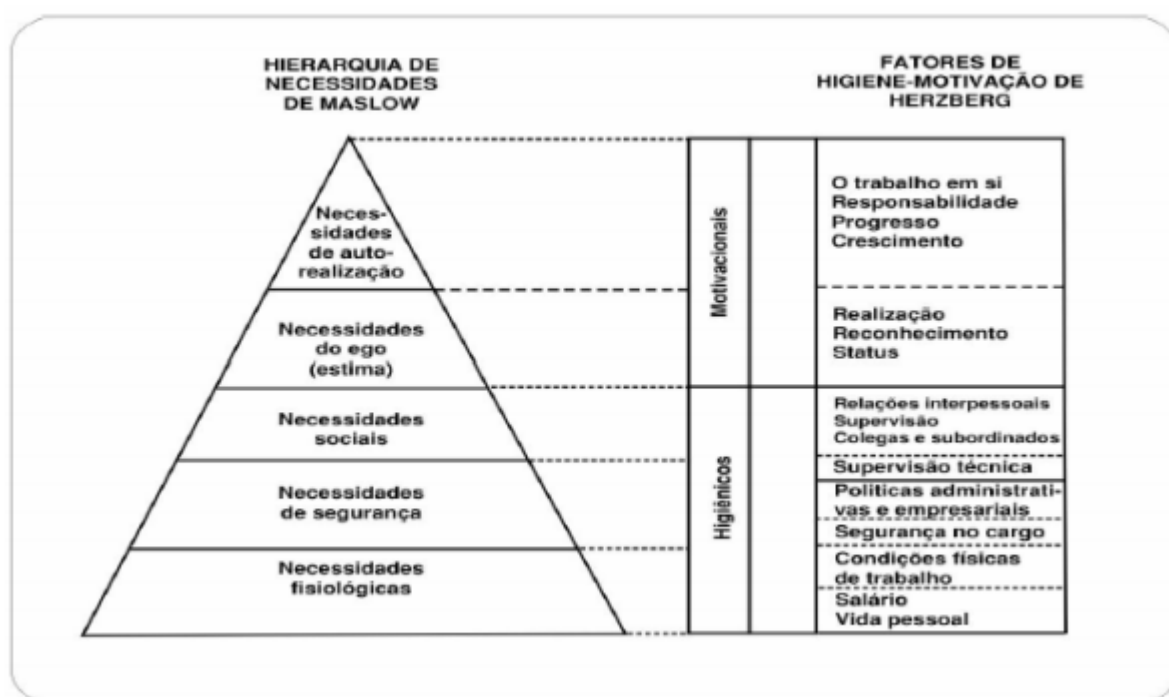 HIERARQUIA DE
NECESSIDADES
DE MASLOW
Neces-
sidades
de auto-
realização
Necessidades
do ego
(estima)
Necessidades
sociais
Necessidades
de segurança
Necessidades
fisiológicas
FATORES DE
HIGIENE-MOTIVAÇÃO DE
HERZBERG
Motivacionais
Higiênicos
O trabalho em si
Responsabilidade
Progresso
Crescimento
Realização
Reconhecimento
Status
Relações interpessoais
Supervisão
Colegas e subordinados
Supervisão técnica
Políticas administrati-
vas e empresariais
Segurança no cargo
Condições físicas
de trabalho
Salário
Vida pessoal